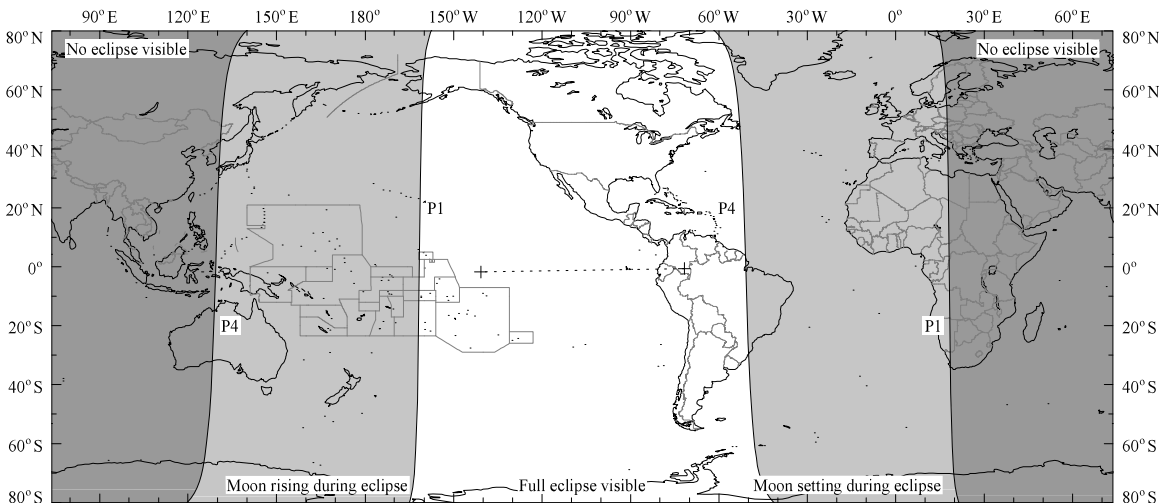 90°E 120°E 150°E 180° 150°W 120°W 90°W 60°W 30°W 0° 30°E 60°E
80°N 80°N
No eclipse visible No eclipse visible
60°N 60°N
40°N 40°N
20°N P1 P4 20°N
0° 0°
20°S P4 P1 20°S
40°S 40°S
60°S 60°S
Moon rising during eclipse Full eclipse visible Moon setting during eclipse
80°S 80°S